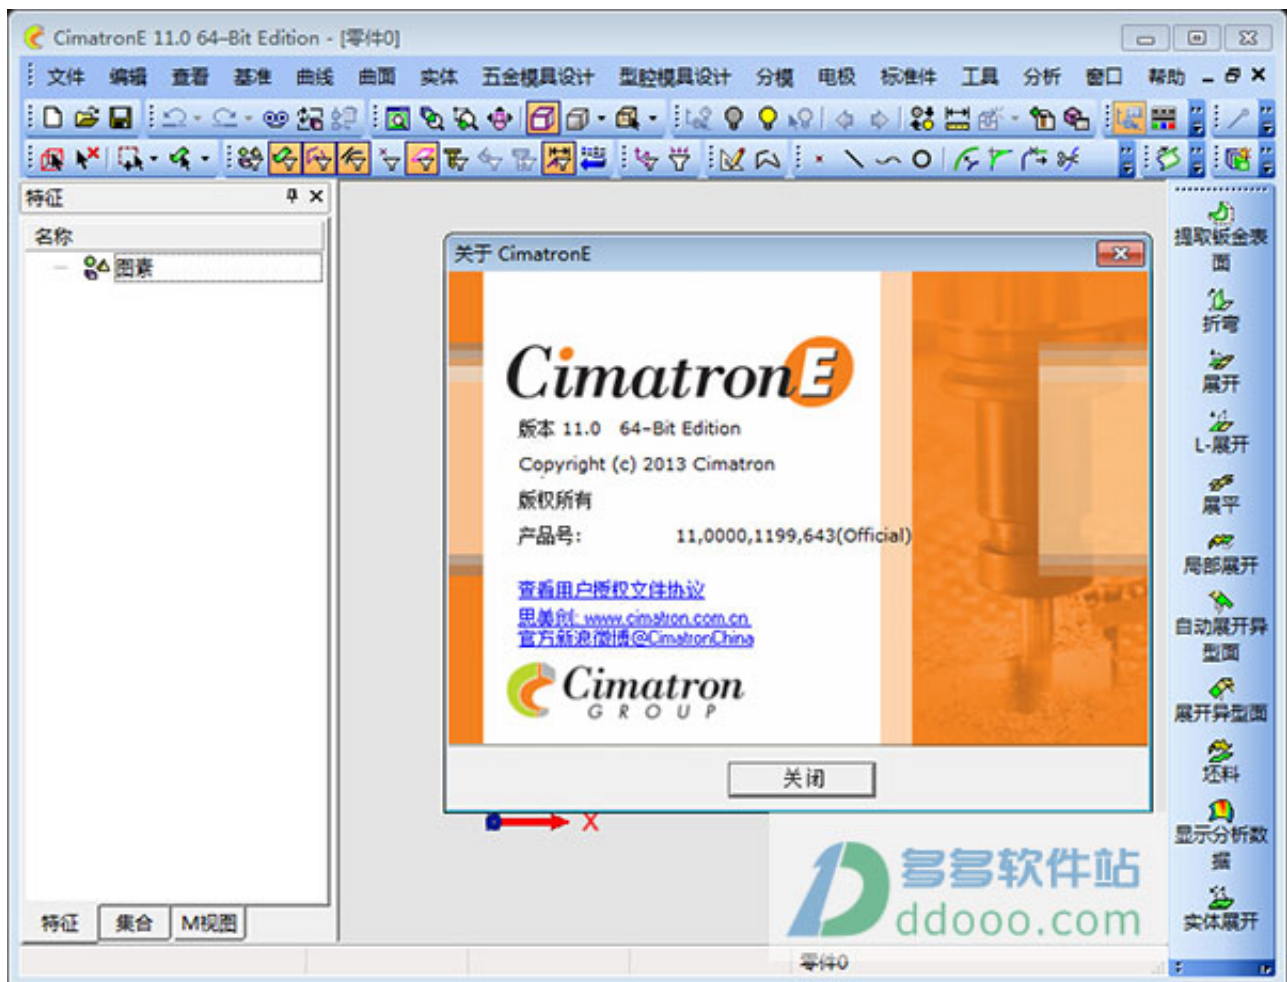 CimatronE 11.0 64-Bit Edition - [零件0]
文件 编辑 查看 基准 曲线 曲面 实体 五金模具设计 型腔模具设计 分模 电极 标准件 工具 分析 窗口 帮助
特征
名称
图素
关于 CimatronE
CimatronE
版本 11.0 64-Bit Edition
Copyright (c) 2013 Cimatron
版权所有
产品号: 11,0000,1199,643(Official)
查看用户授权文件协议
思美创: www.cimatron.com.cn
官方新浪微博@CimatronChina
Cimatron
GROUP
关闭
X
提取钣金表
面
折弯
展开
L-展开
展平
局部展开
自动展开异
型面
展开异型面
坯料
显示分析数
据
实体展开
多多软件站
ddooo.com
特征 集合 M视图
零件0